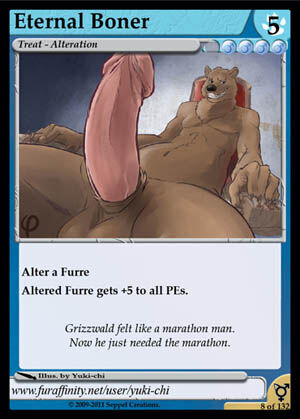 Eternal Boner
5
Treat - Alteration
Alter a Furre
Altered Furre gets +5 to all PEs.
Grizzwald felt like a marathon man.
Now he just needed the marathon.
Illus. by Yuki-chi
www.furaffinity.net/user/yuki-chi
© 2009-2011 Seppel Creations.
8 of 132